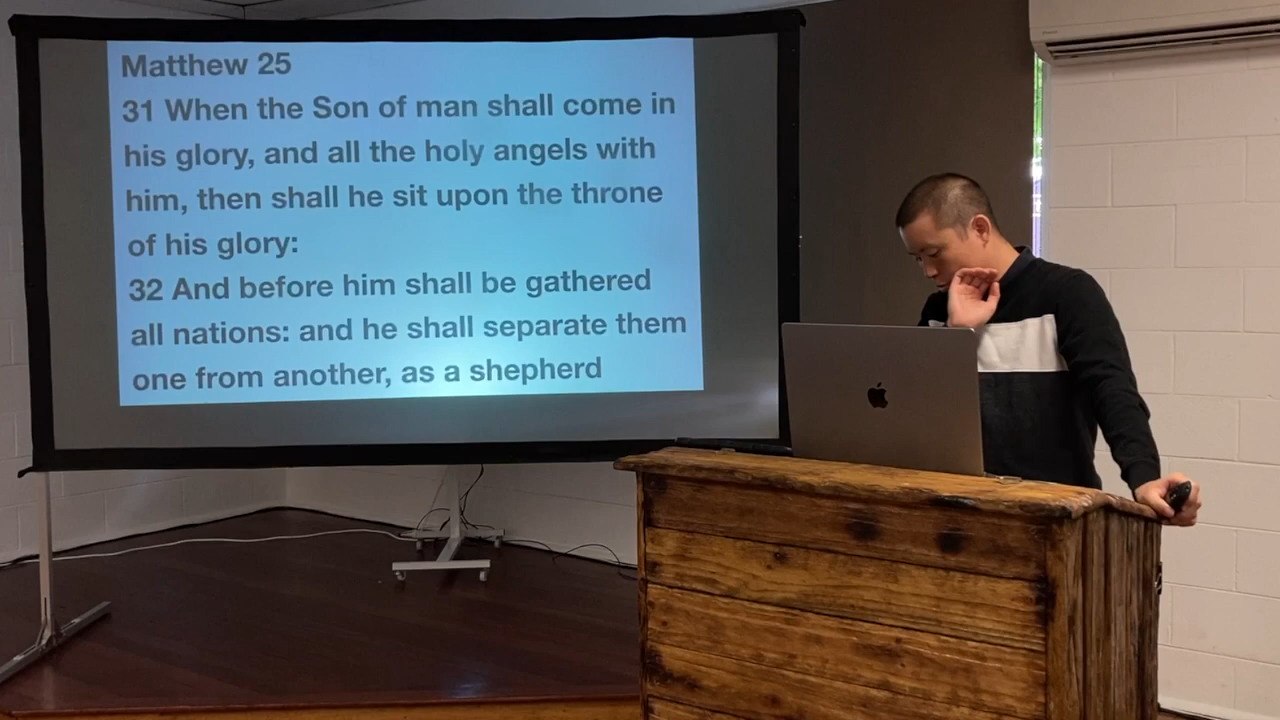 Matthew 25
31 When the Son of man shall come in
his glory, and all the holy angels with
him, then shall he sit upon the throne
of his glory:
32 And before him shall be gathered
all nations: and he shall separate them
one from another, as a shepherd